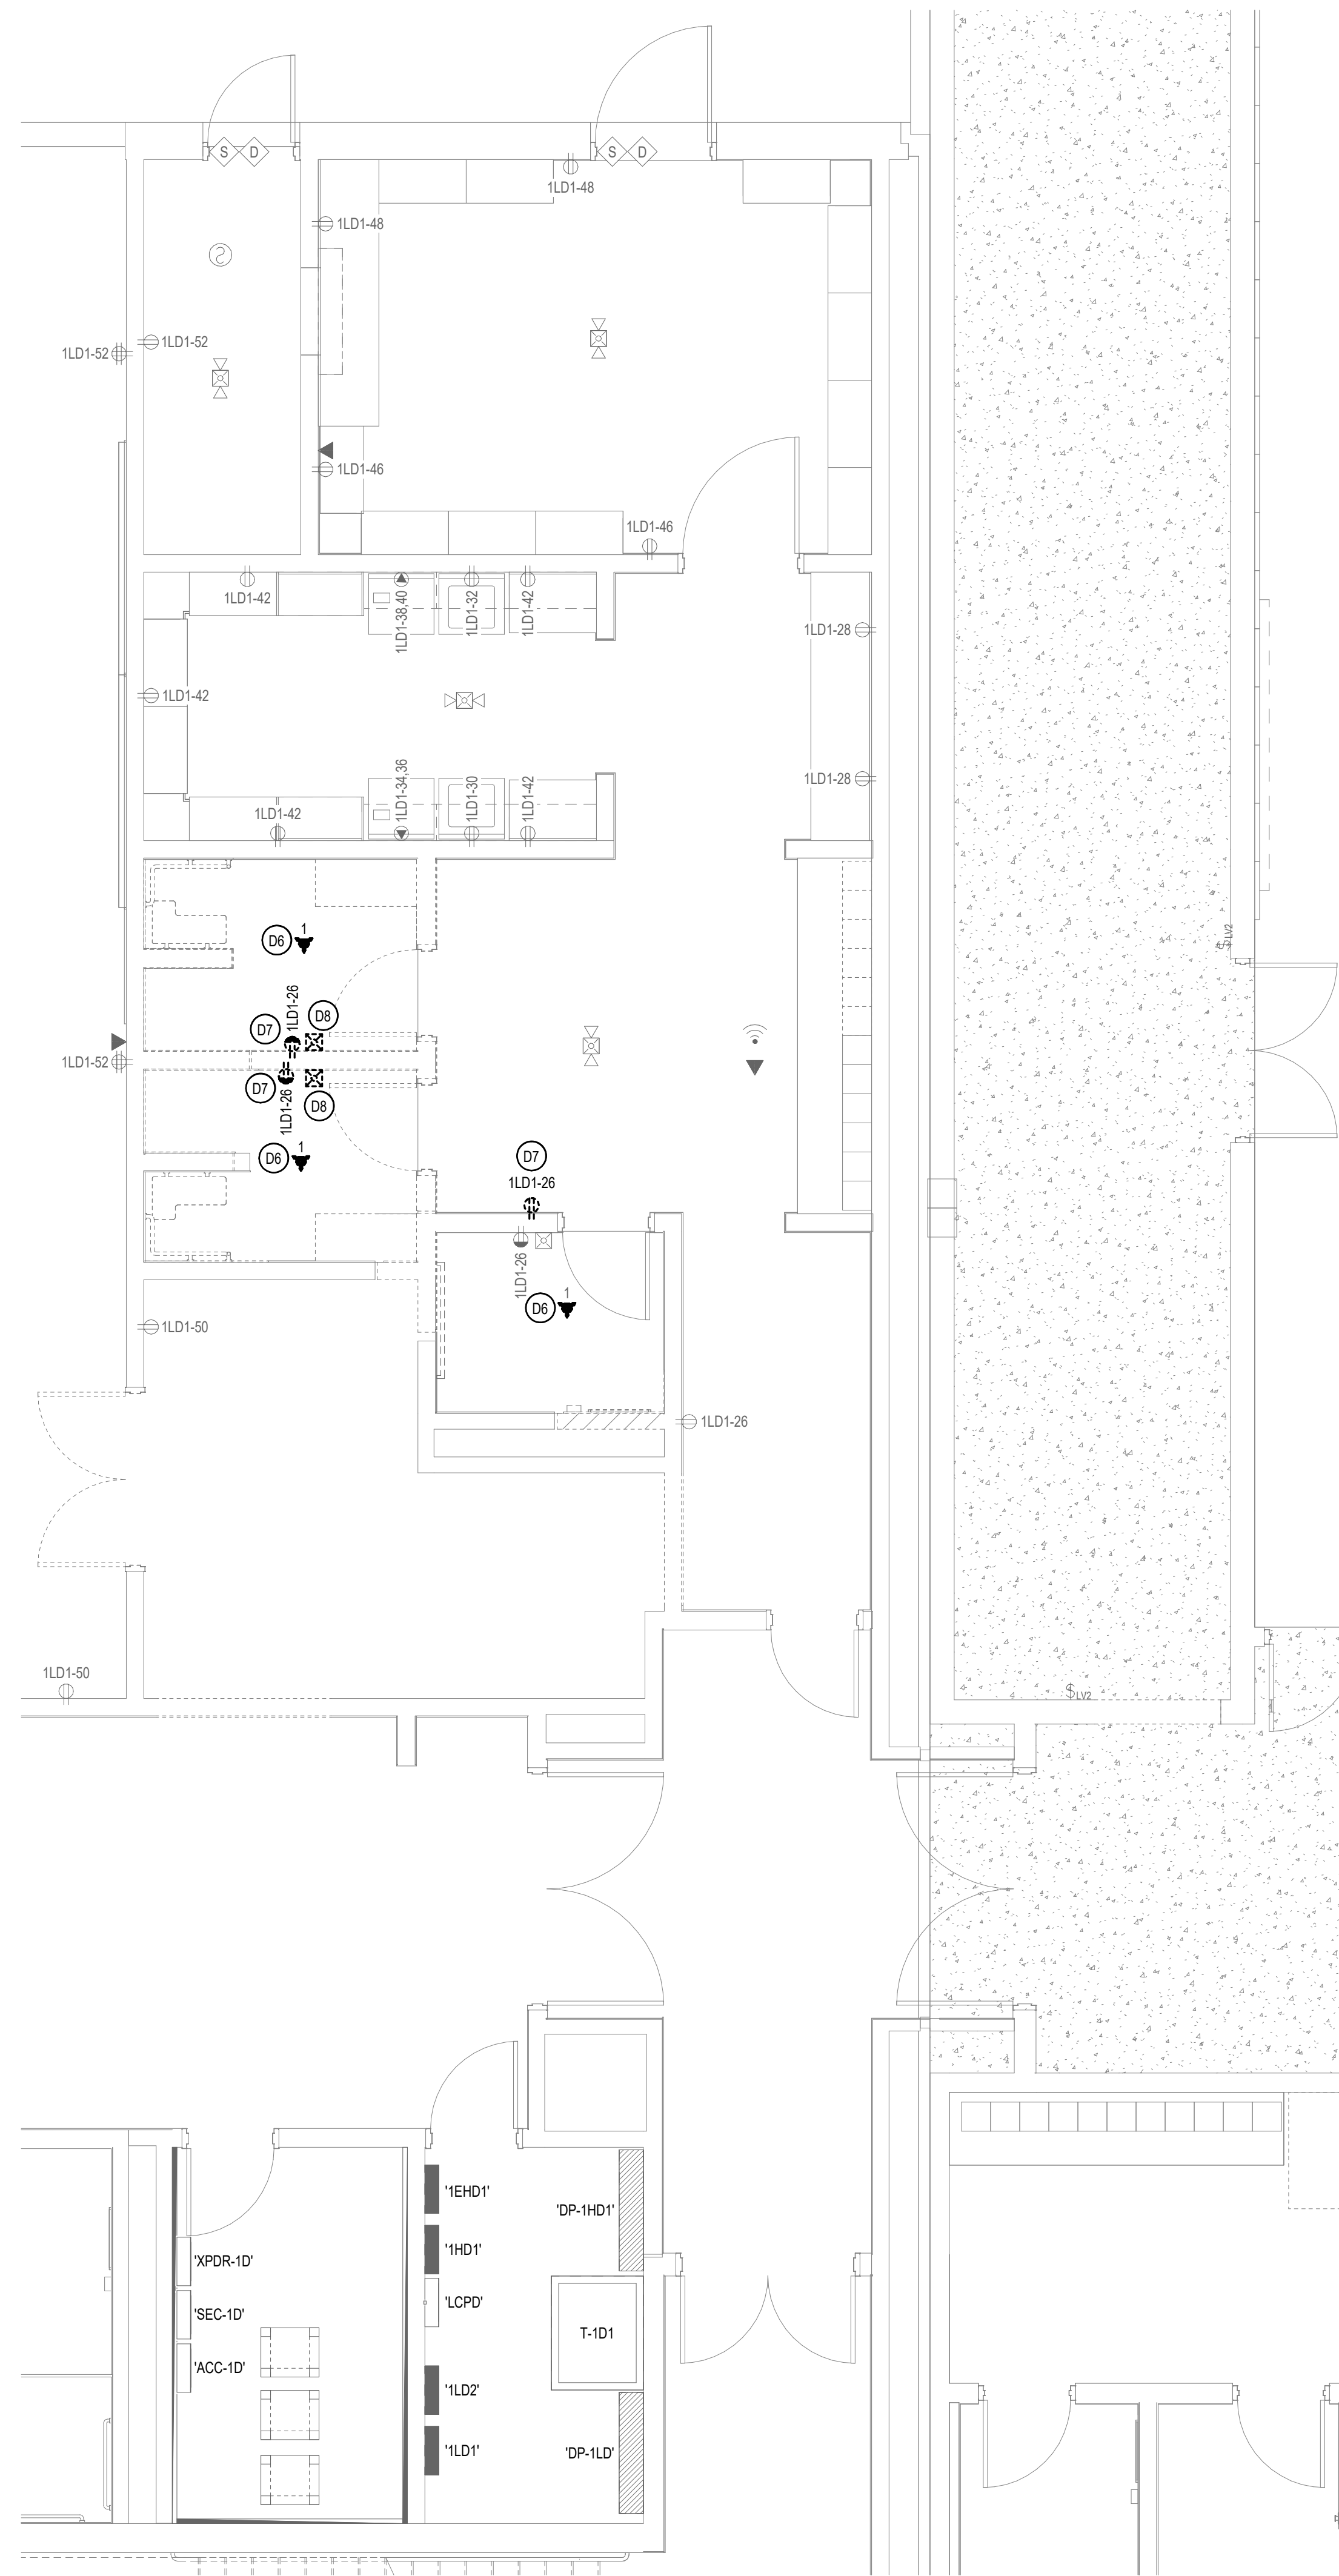 S D
S D
1LD1-48
1LD1-48
1LD1-52
1LD1-52
1LD1-46
1LD1-46
1LD1-42
1LD1-38,40
1LD1-32
1LD1-42
1LD1-28
1LD1-42
1LD1-34,36
1LD1-30
1LD1-42
1LD1-28
1LD1-42
D6
1
$LV2
1LD1-26
D7
D8
1LD1-52
D7
1LD1-26
D8
D6
1
D7
1LD1-26
1LD1-26
D6
1
1LD1-50
1LD1-26
1LD1-50
$LV2
'1EHD1'
'DP-1HD1'
'1HD1'
'XPDR-1D'
'LCPD'
'SEC-1D'
T-1D1
'ACC-1D'
'1LD2'
'1LD1'
'DP-1LD'